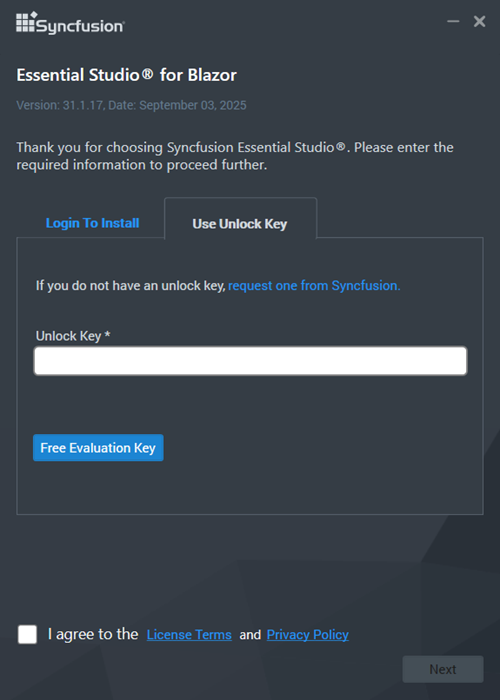 Syncfusion®
Essential Studio® for Blazor
Version: 31.1.17, Date: September 03, 2025
Thank you for choosing Syncfusion Essential Studio®. Please enter the
required information to proceed further.
Login To Install
Use Unlock Key
If you do not have an unlock key, request one from Syncfusion.
Unlock Key *
Free Evaluation Key
I agree to the License Terms and Privacy Policy
Next